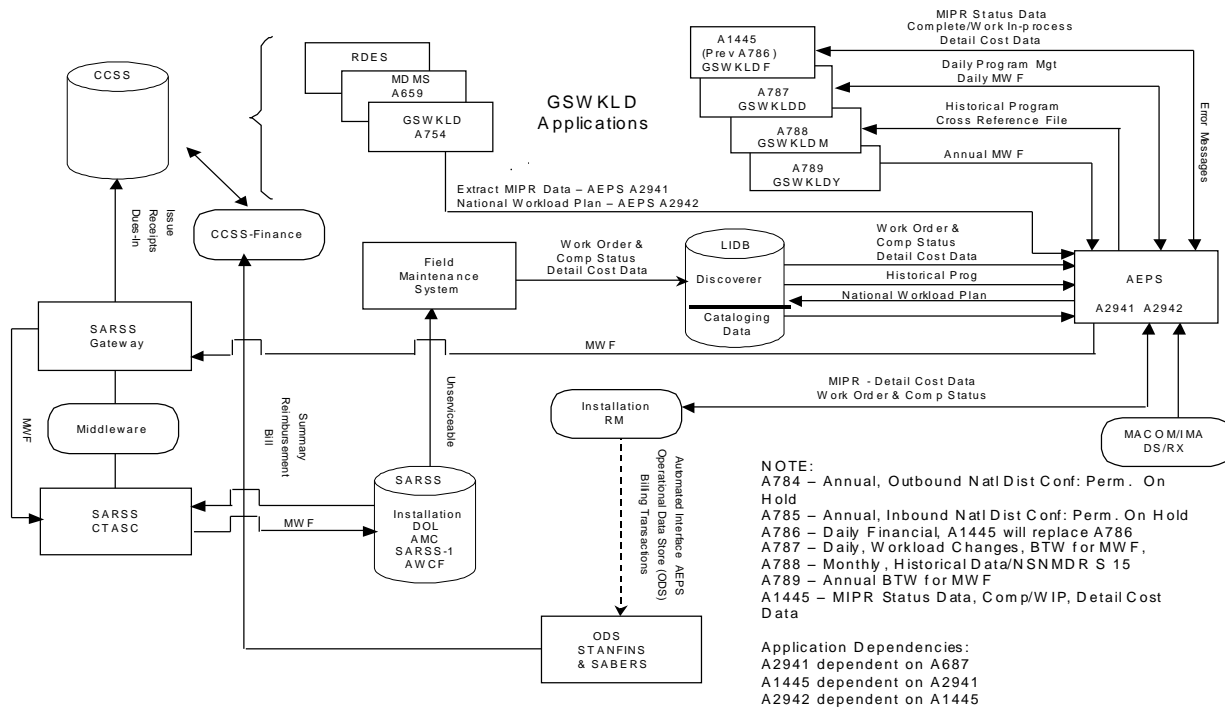 CCSS
RDES
MDMS
A659
GSWKLD
A754
GSWKLD
Applications
A1445
(Prev A786)
GSWKLDF
A787
GSWKLDD
A788
GSWKLDM
A789
GSWKLDY
MIPR Status Data
Complete/Work In-process
Detail Cost Data
Daily Program Mgt
Daily MWF
Historical Program
Cross Reference File
Annual MWF
Error Messages
Extract MIPR Data – AEPS A2941
National Workload Plan – AEPS A2942
Issue
Receipts
Dues-In
CCSS-Finance
Field
Maintenance
System
Work Order &
Comp Status
Detail Cost Data
LIDB
Discoverer
Cataloging
Data
Work Order &
Comp Status
Detail Cost Data
Historical Prog
National Workload Plan
AEPS
A2941 A2942
SARSS
Gateway
MWF
MWF
Middleware
Summary
Reimbursement
Bill
Unserviceable
MIPR - Detail Cost Data
Work Order & Comp Status
Installation
RM
MACOM/IMA
DS/RX
SARSS
CTASC
MWF
SARSS
Installation
DOL
AMC
SARSS-1
AWCF
Automated Interface AEPS
Operational Data Store (ODS)
Billing Transactions
ODS
STANFINS
& SABERS
NOTE:
A784 – Annual, Outbound Natl Dist Conf: Perm. On
Hold
A785 – Annual, Inbound Natl Dist Conf: Perm. On Hold
A786 – Daily Financial, A1445 will replace A786
A787 – Daily, Workload Changes, BTW for MWF,
A788 – Monthly, Historical Data/NSNMDR S 15
A789 – Annual BTW for MWF
A1445 – MIPR Status Data, Comp/WIP, Detail Cost
Data
Application Dependencies:
A2941 dependent on A687
A1445 dependent on A2941
A2942 dependent on A1445